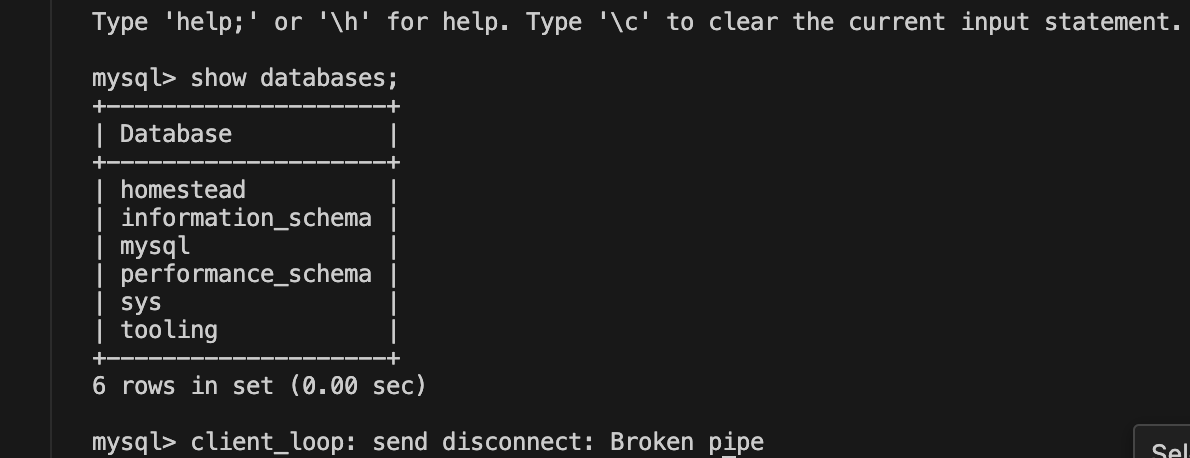 Type 'help;' or '\h' for help. Type '\c' to clear the current input statement.
mysql> show databases;
+--------------------+
| Database           |
+--------------------+
| homestead          |
| information_schema |
| mysql              |
| performance_schema |
| sys                |
| tooling            |
+--------------------+
6 rows in set (0.00 sec)
mysql> client_loop: send disconnect: Broken pipe